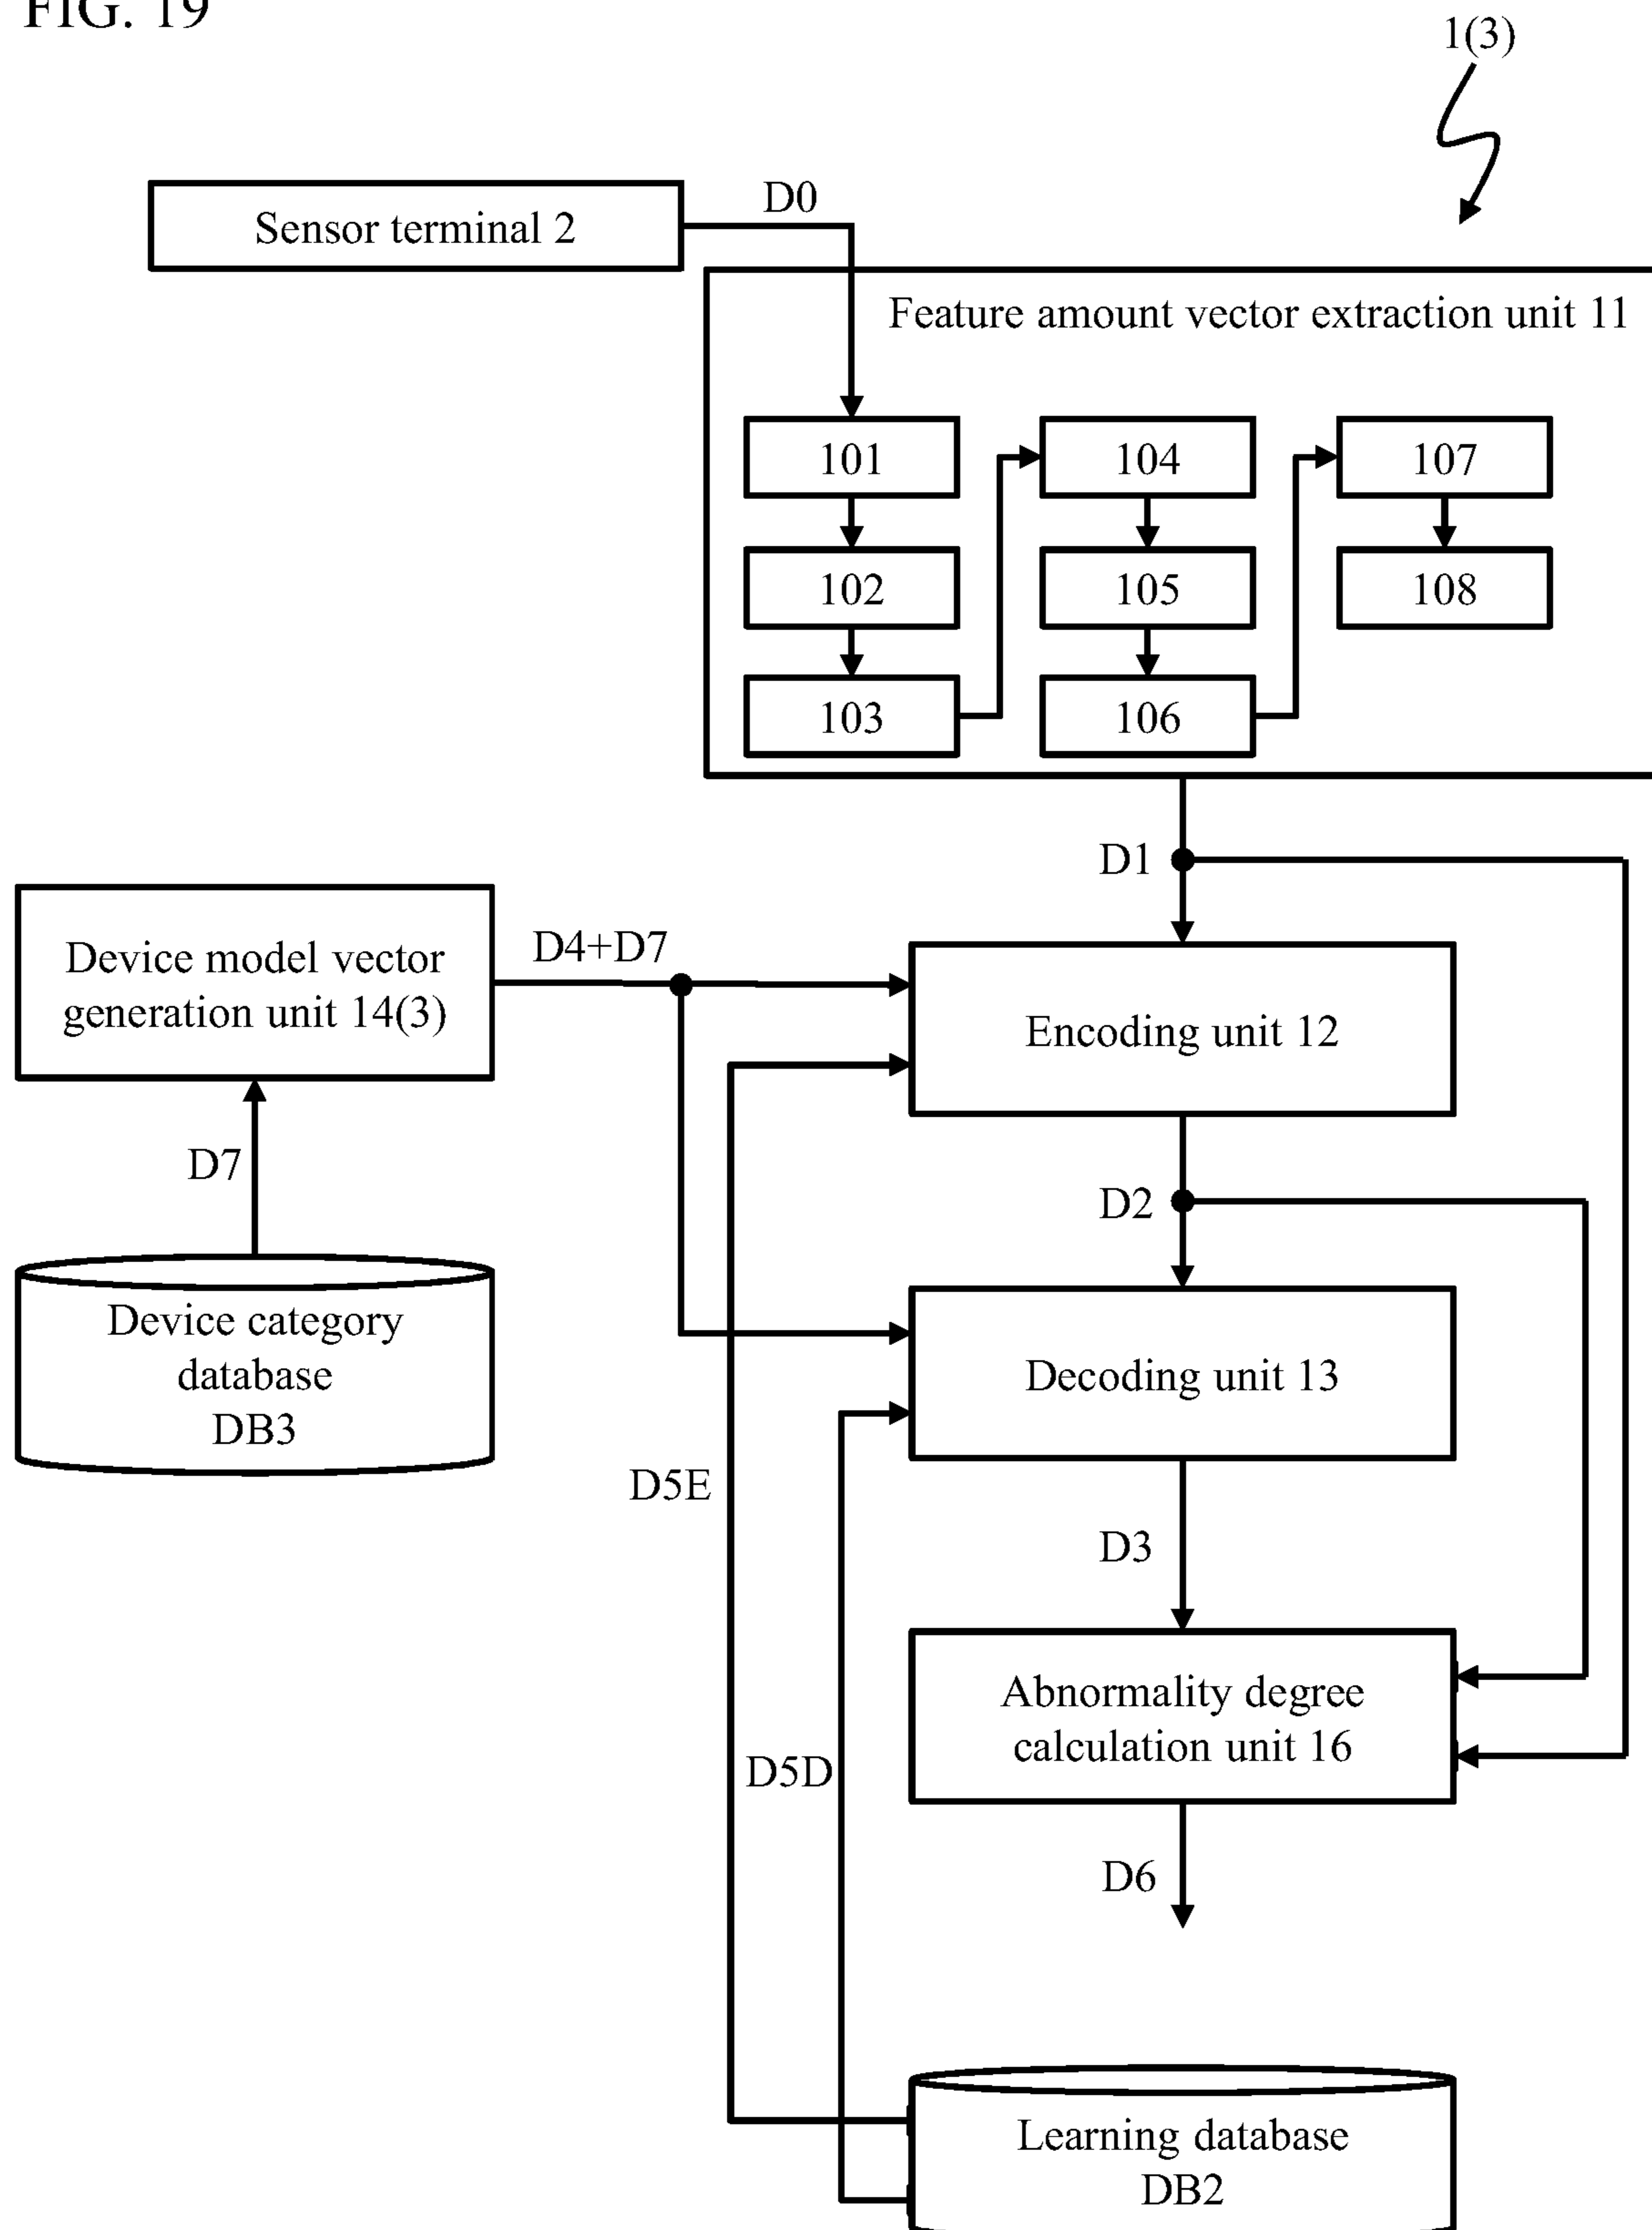 FIG. 19
1(3)
Sensor terminal 2
D0
Feature amount vector extraction unit 11
101
104
107
102
105
108
103
106
D1
Device model vector
generation unit 14(3)
D4+D7
Encoding unit 12
D7
D2
Device category
database
DB3
Decoding unit 13
D5E
D3
Abnormality degree
calculation unit 16
D5D
D6
Learning database
DB2